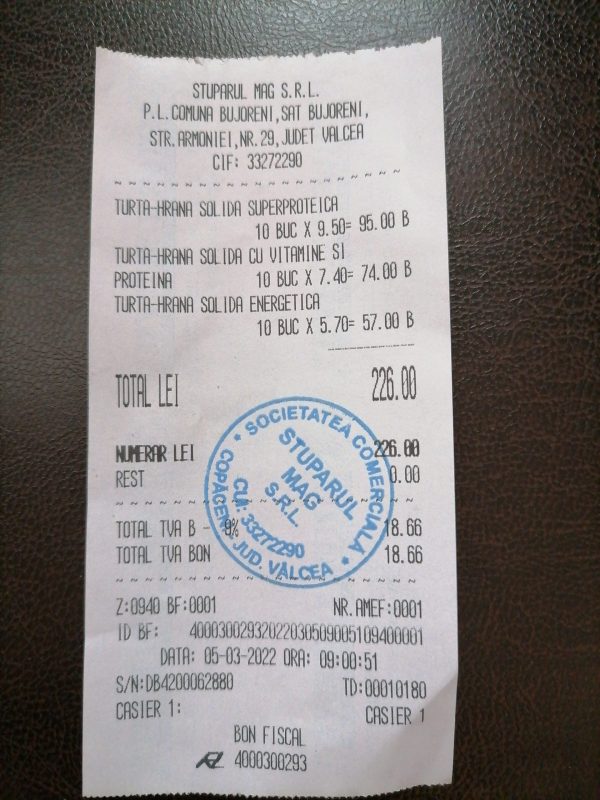 STUPARUL MAG S.R.L.
P.L.COMUNA BUJORENI,SAT BUJORENI,
STR.ARMONIEI,NR.29,JUDET VALCEA
CIF: 33272290
TURTA-HRANA SOLIDA SUPERPROTEICA
10 BUC X 9.50= 95.00 B
TURTA-HRANA SOLIDA CU VITAMINE SI
PROTEINA 10 BUC X 7.40= 74.00 B
TURTA-HRANA SOLIDA ENERGETICA
10 BUC X 5.70= 57.00 B
TOTAL LEI 226.00
NUMERAR LEI 226.00
REST 0.00
SOCIETATEA COMERCIALA
STUPARUL
MAG
S.R.L.
CUI: 33272290
COPĂCENI - JUD. VÂLCEA
TOTAL TVA B - 9% 18.66
TOTAL TVA BON 18.66
Z:0940 BF:0001 NR.AMEF:0001
ID BF: 4000300293202203050900510940​0001
DATA: 05-03-2022 ORA: 09:00:51
S/N:DB4200062880 TD:00010180
CASIER 1: CASIER 1
BON FISCAL
4000300293